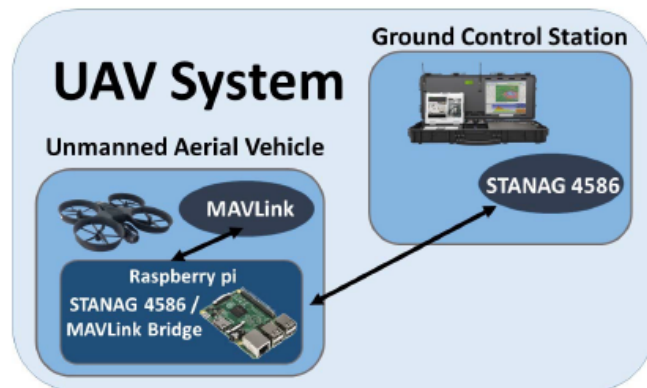 Ground Control Station
UAV System
Unmanned Aerial Vehicle
STANAG 4586
MAVLink
Raspberry pi
STANAG 4586 /
MAVLink Bridge